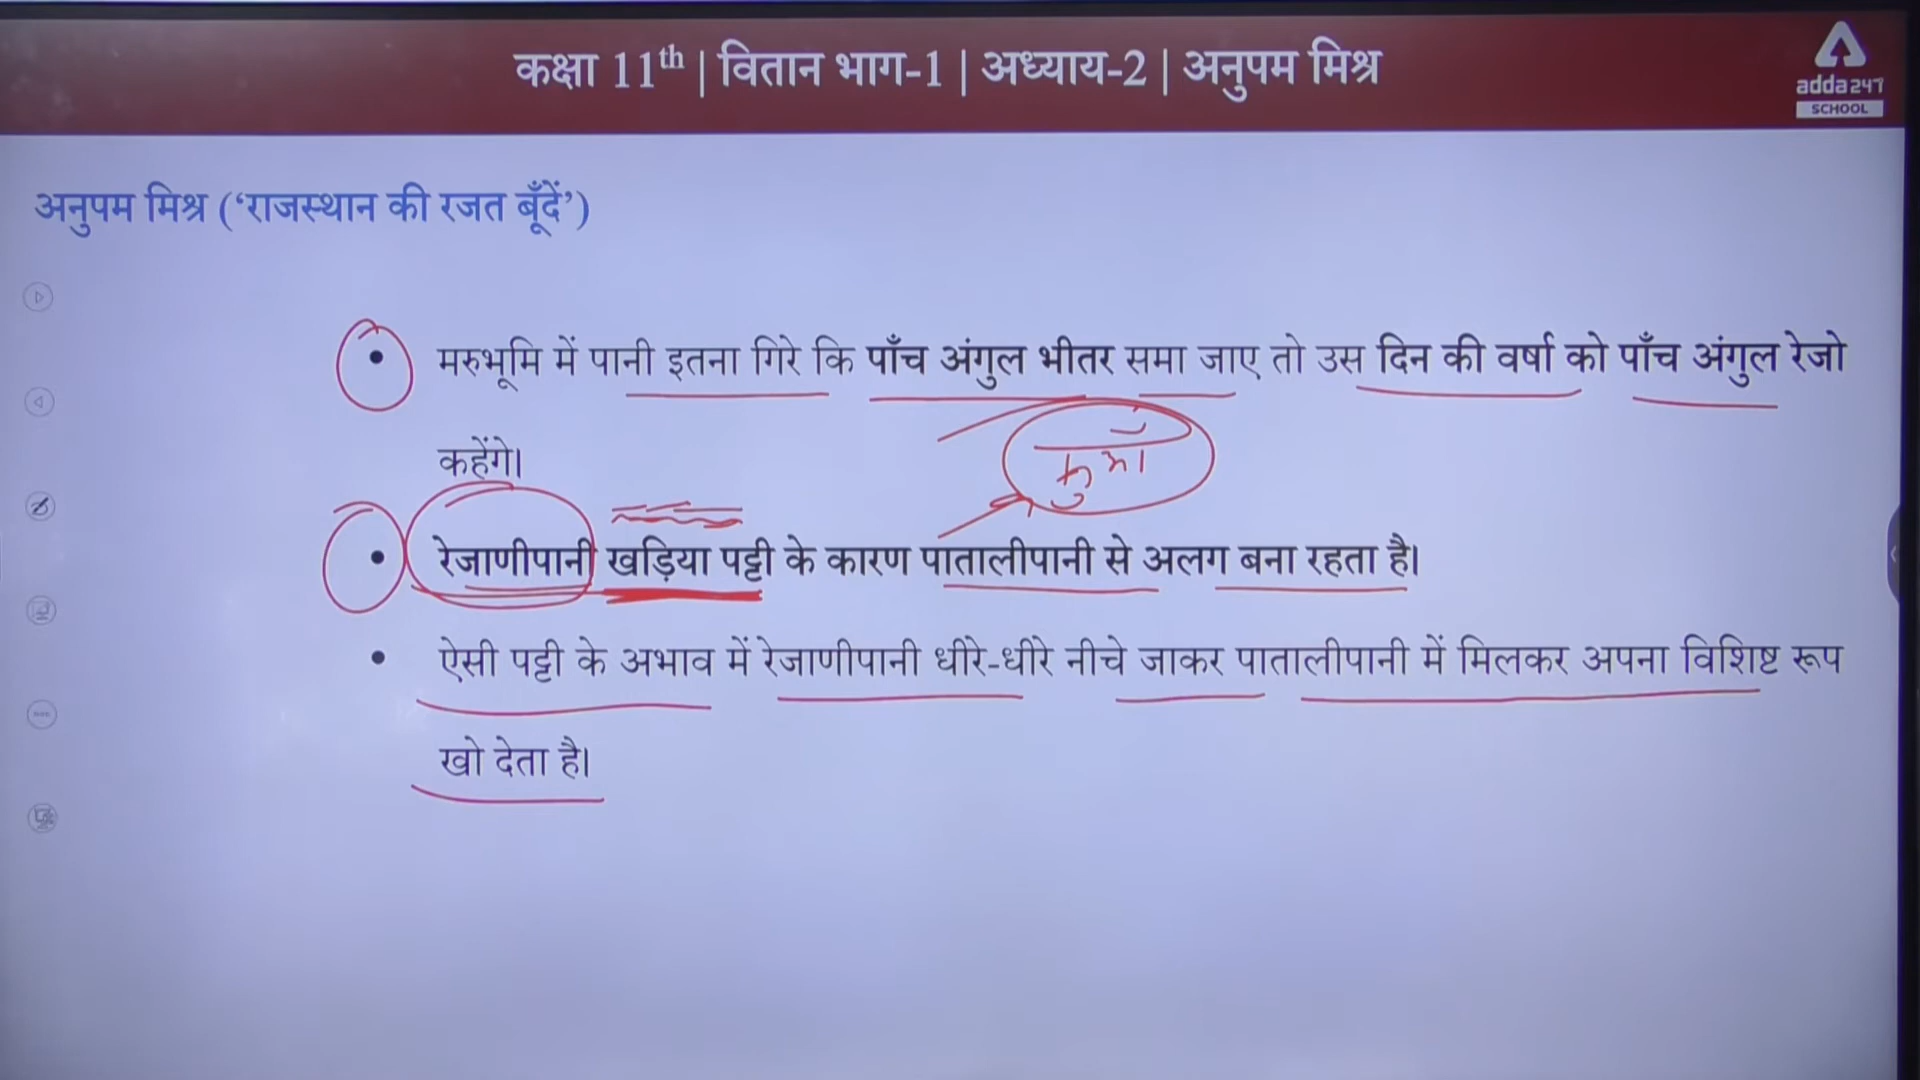 कक्षा 11th | वितान भाग-1 | अध्याय-2 | अनुपम मिश्र
adda247
SCHOOL
अनुपम मिश्र (‘राजस्थान की रजत बूँदें’)
• मरुभूमि में पानी इतना गिरे कि पाँच अंगुल भीतर समा जाए तो उस दिन की वर्षा को पाँच अंगुल रेजो
कहेंगे।
कुआँ
• रेजाणीपानी खड़िया पट्टी के कारण पातालीपानी से अलग बना रहता है।
• ऐसी पट्टी के अभाव में रेजाणीपानी धीरे-धीरे नीचे जाकर पातालीपानी में मिलकर अपना विशिष्ट रूप
खो देता है।